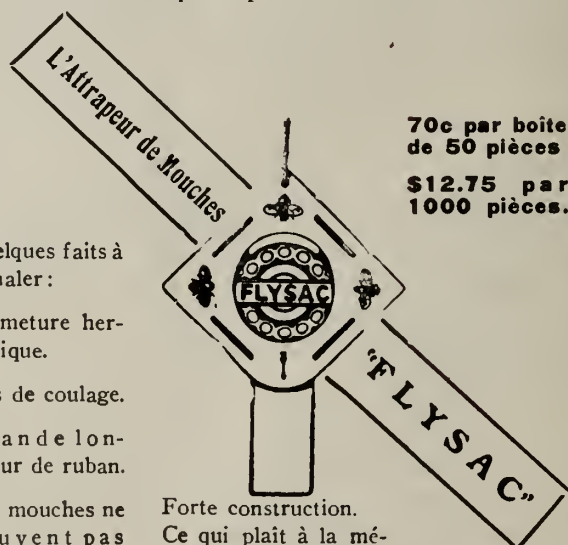 L'Attrapeur de Mouches
70c par boîte
de 50 pièces
$12.75 par
1000 pièces.
FLYSAC
"FLYSAC"
elques faits à
naler:
meture her-
ique.
s de coulage.
ande lon-
ur de ruban.
mouches ne
uvent pas
Forte construction.
Ce qui plaît à la mé-